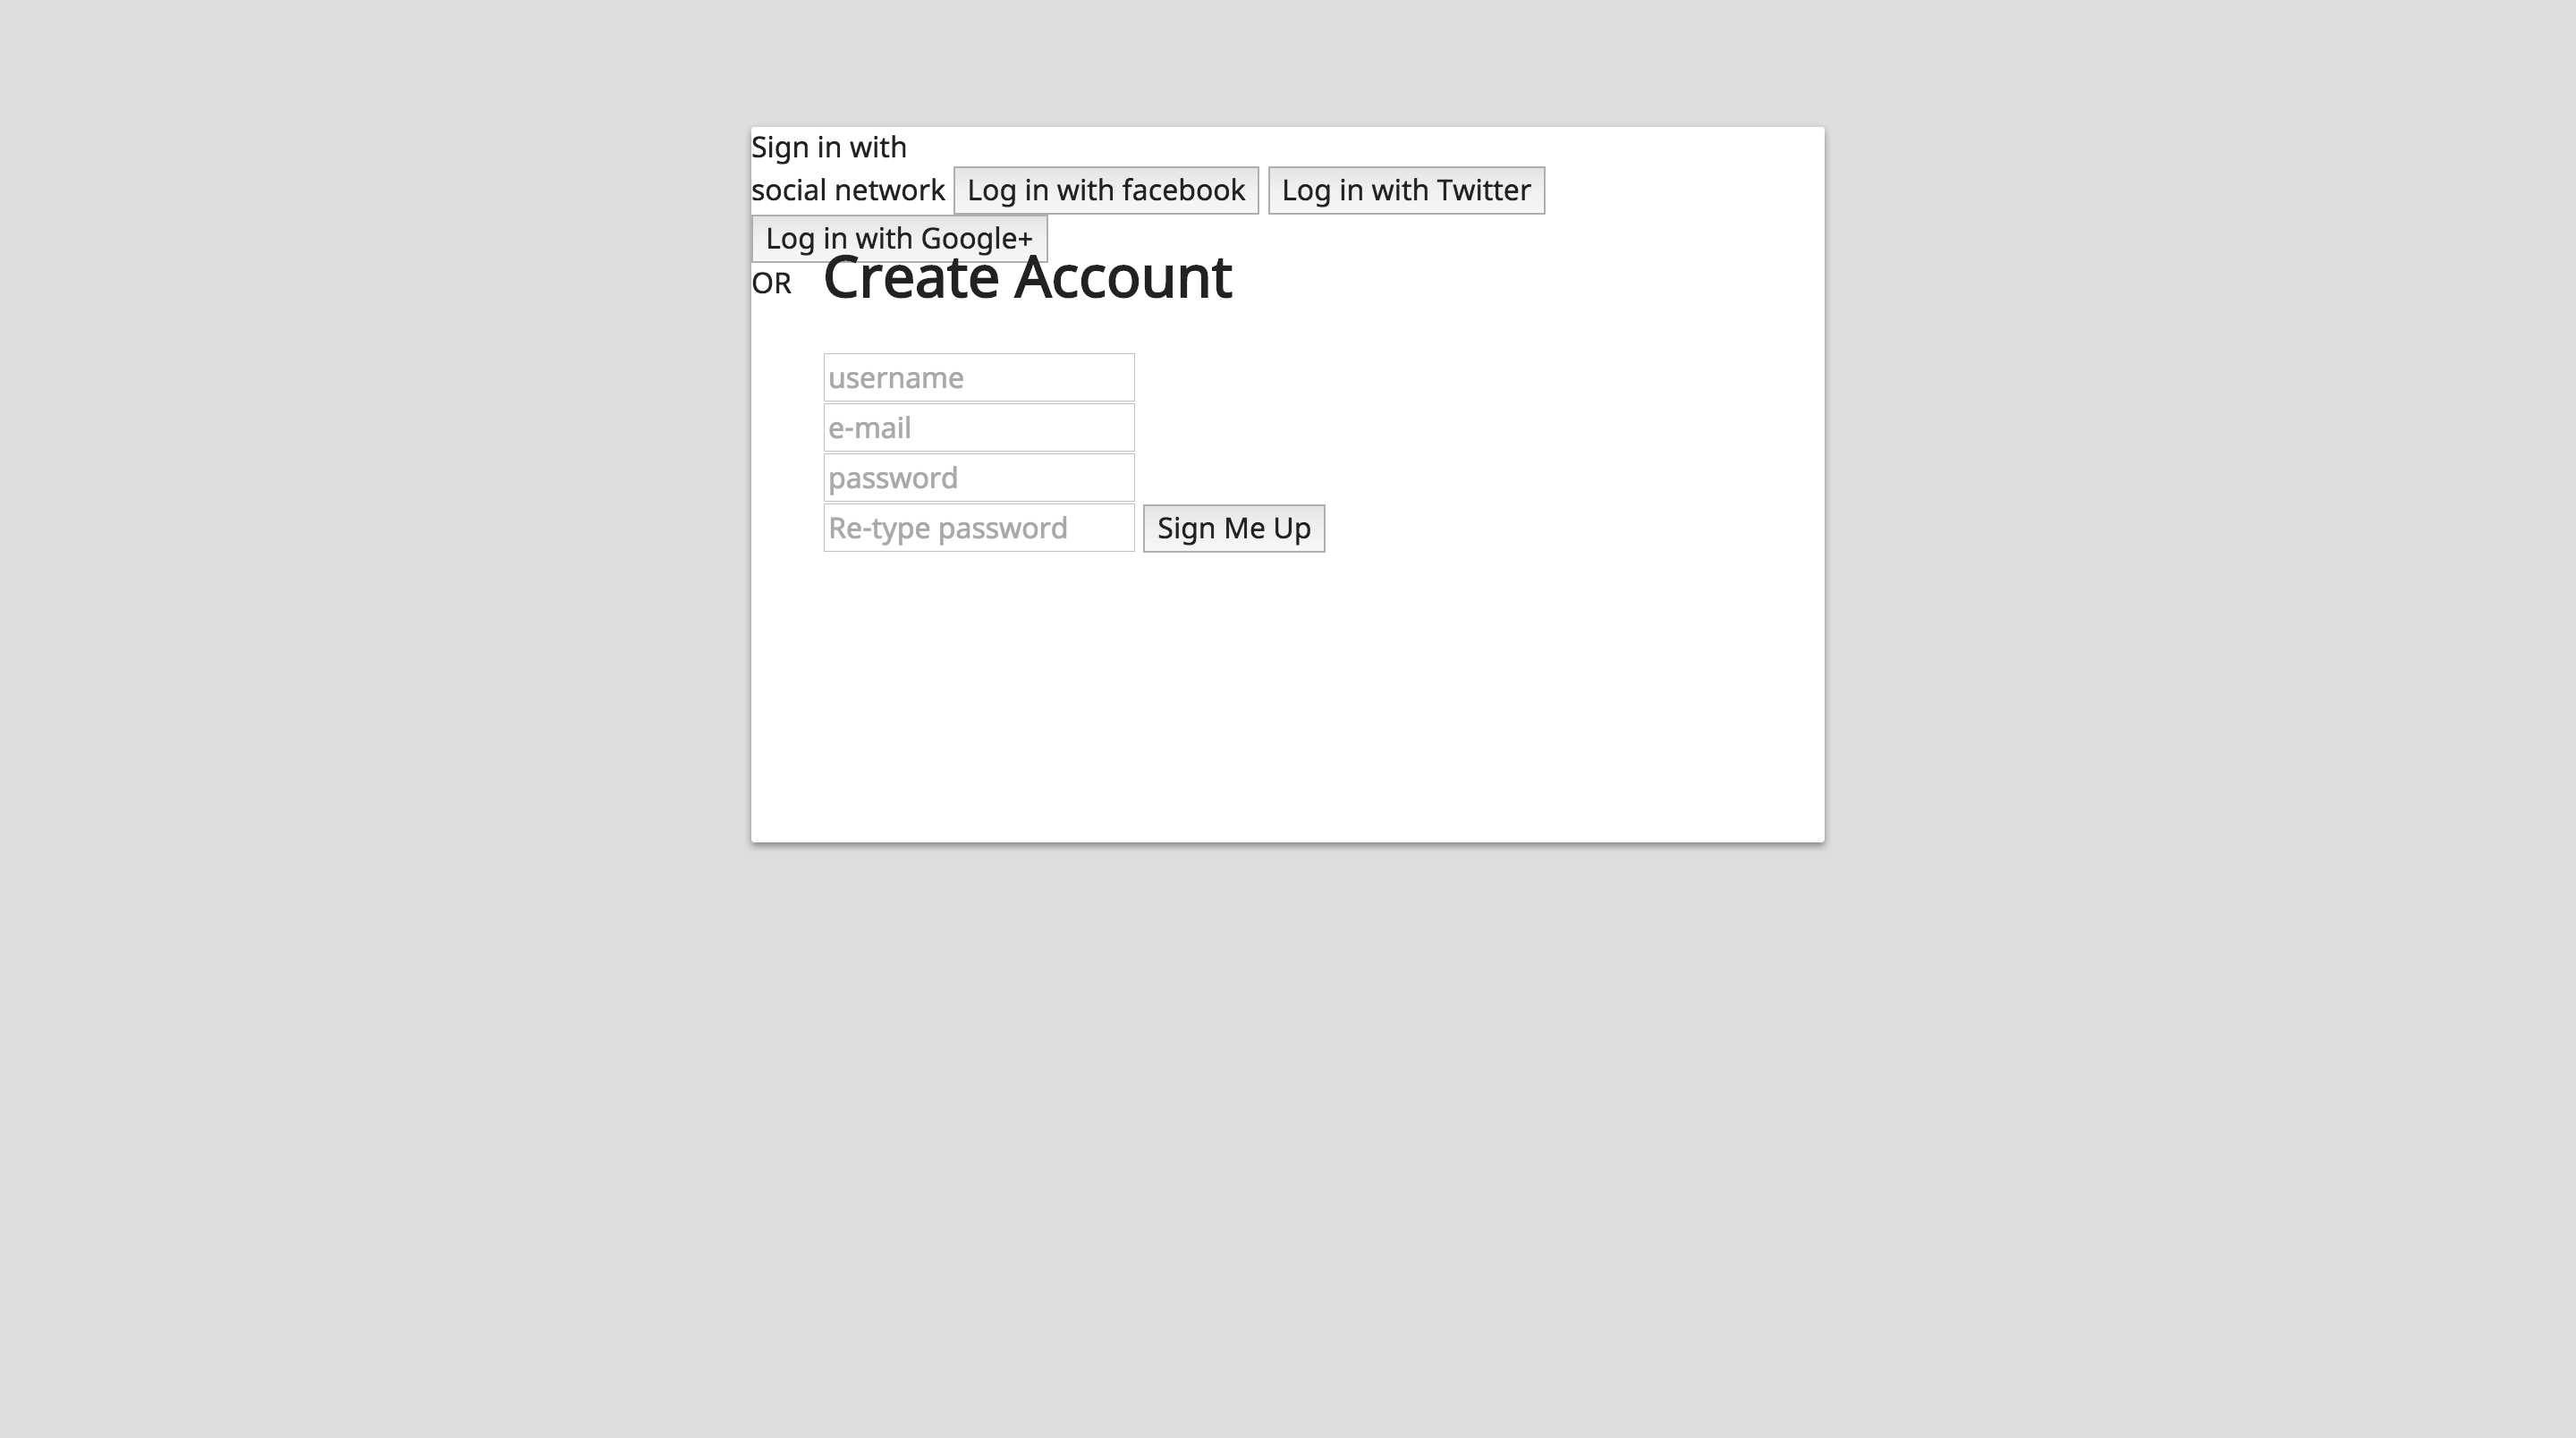 Sign in with
social network Log in with facebook Log in with Twitter
Log in with Google+
OR Create Account
username
e-mail
password
Re-type password Sign Me Up